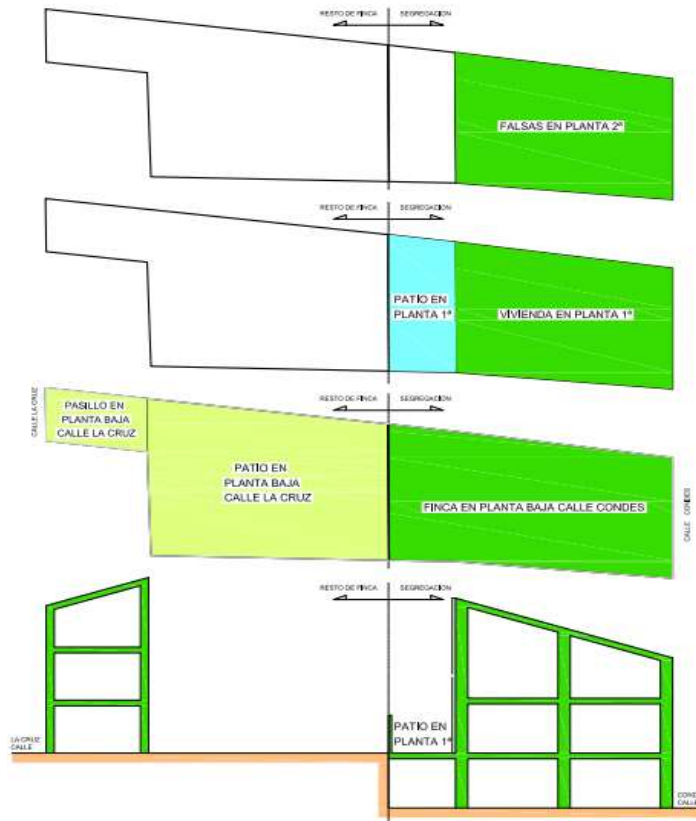 RESTO DE FINCA SEGREGACION
FALSAS EN PLANTA 2ª
RESTO DE FINCA SEGREGACION
PATÍO EN
PLANTA 1ª
VIVIENDA EN PLANTA 1ª
RESTO DE FINCA SEGREGACION
CALLE LA CRUZ
PASILLO EN
PLANTA BAJA
CALLE LA CRUZ
PATIO EN
PLANTA BAJA
CALLE LA CRUZ
FINCA EN PLANTA BAJA CALLE CONDES
CALLE CONDES
RESTO DE FINCA SEGREGACION
PATIO EN
PLANTA 1ª
LA CRUZ
CALLE
COND
CALLE